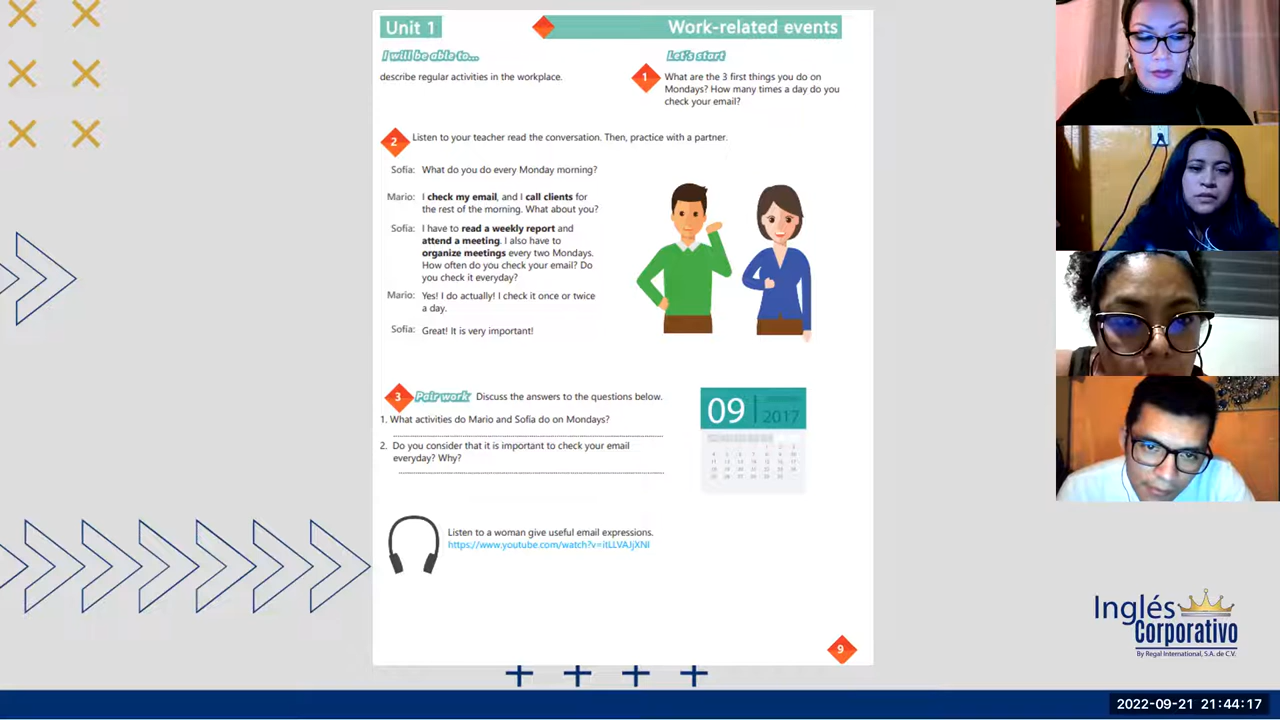 Unit 1
Work-related events
I will be able to...
Let's start
describe regular activities in the workplace.
1
What are the 3 first things you do on
Mondays? How many times a day do you
check your email?
2
Listen to your teacher read the conversation. Then, practice with a partner.
Sofía: What do you do every Monday morning?
Mario: I check my email, and I call clients for
the rest of the morning. What about you?
Sofía: I have to read a weekly report and
attend a meeting. I also have to
organize meetings every two Mondays.
How often do you check your email? Do
you check it everyday?
Mario: Yes! I do actually! I check it once or twice
a day.
Sofía: Great! It is very important!
3 Pair work Discuss the answers to the questions below.
1. What activities do Mario and Sofía do on Mondays?
2. Do you consider that it is important to check your email
everyday? Why?
09 2017
Listen to a woman give useful email expressions.
https://www.youtube.com/watch?v=itLLVAJjXNI
9
Inglés
Corporativo
By Regal International, S.A. de C.V.
2022-09-21 21:44:17